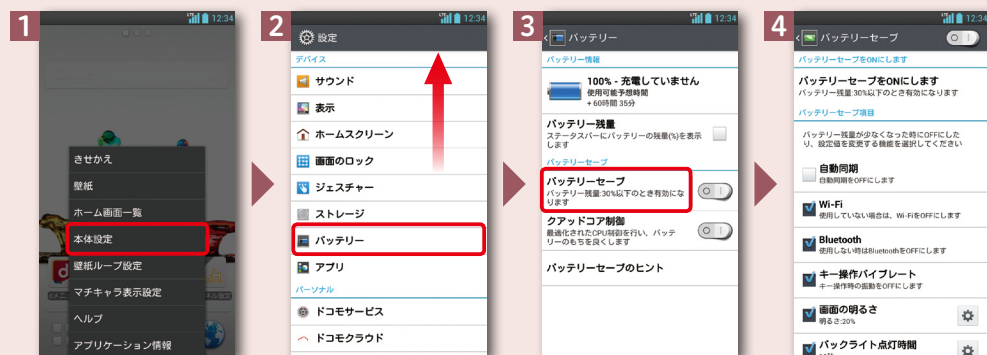 1
12:34
きせかえ
壁紙
ホーム画面一覧
本体設定
壁紙ループ設定
マチキャラ表示設定
ヘルプ
アプリケーション情報
2
12:34
設定
デバイス
サウンド
表示
ホームスクリーン
画面のロック
ジェスチャー
ストレージ
バッテリー
アプリ
パーソナル
ドコモサービス
ドコモクラウド
3
12:34
バッテリー
バッテリー情報
100% - 充電していません
使用可能予想時間
+ 60時間 35分
バッテリー残量
ステータスバーにバッテリーの残量(%)を表示
します
バッテリーセーブ
バッテリーセーブ
バッテリー残量:30%以下のとき有効にな
ります
クアッドコア制御
最適化されたCPU制御を行い、バッテ
リーのもちを良くします
バッテリーセーブのヒント
4
12:34
バッテリーセーブ
バッテリーセーブをONにします
バッテリーセーブをONにします
バッテリー残量:30%以下のとき有効になります
バッテリーセーブ項目
バッテリー残量が少なくなった時にOFFにした
り、設定値を変更する機能を選択してください
自動同期
自動同期をOFFにします
Wi-Fi
使用していない場合は、Wi-FiをOFFにします
Bluetooth
使用しない時はBluetoothをOFFにします
キー操作バイブレート
キー操作時の振動をOFFにします
画面の明るさ
明るさ:20%
バックライト点灯時間